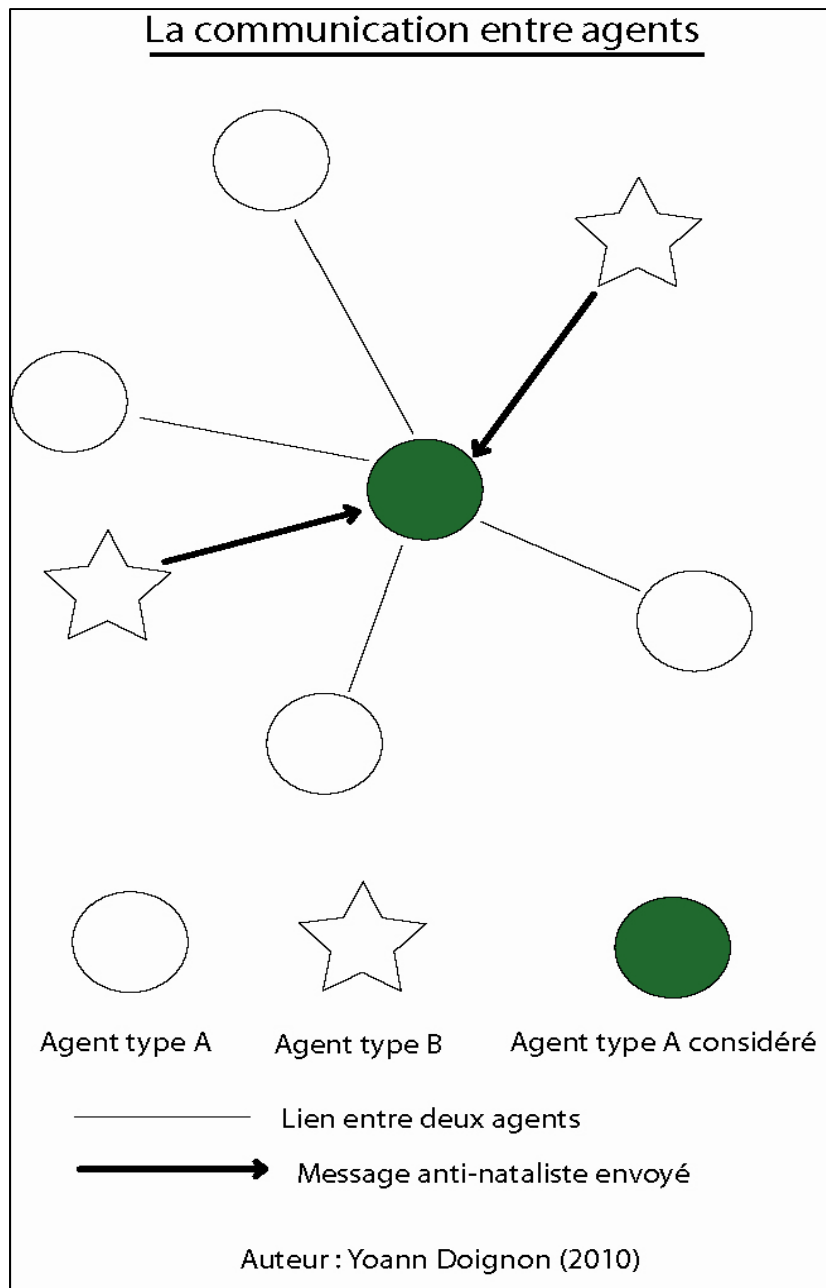 La communication entre agents
Agent type A
Agent type B
Agent type A considéré
Lien entre deux agents
Message anti-nataliste envoyé
Auteur : Yoann Doignon (2010)